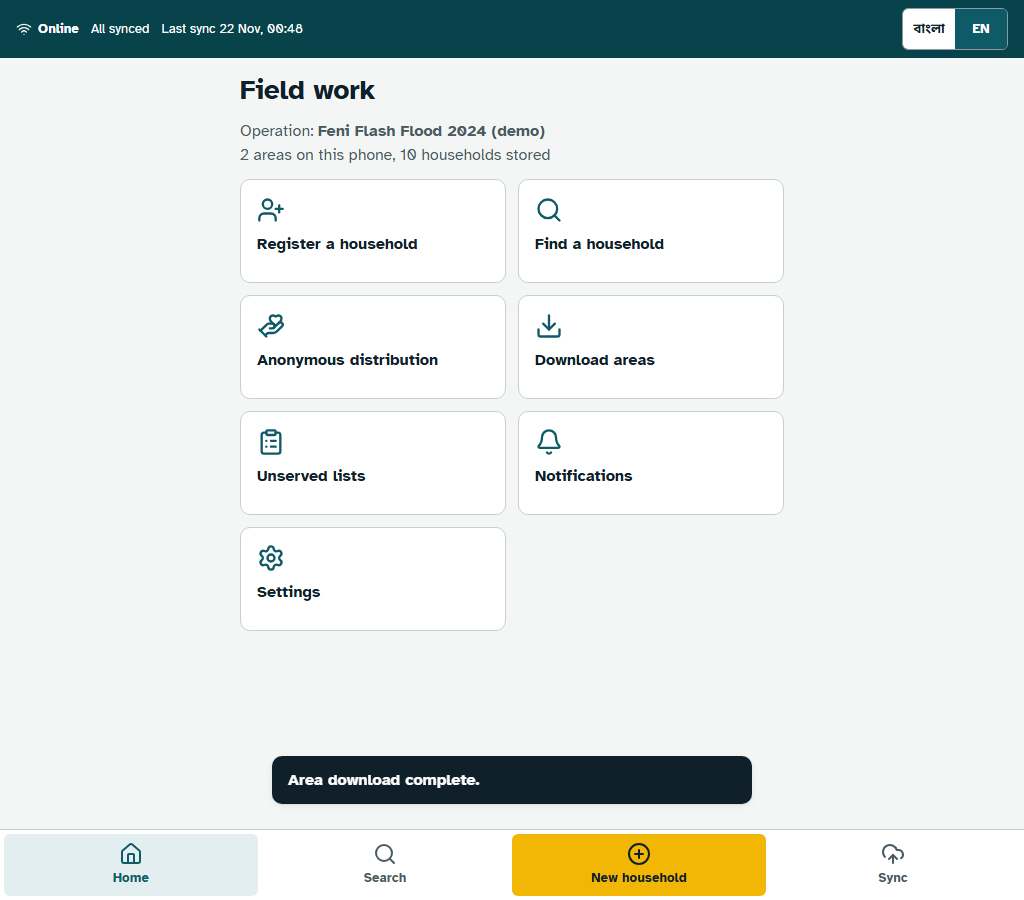 Online All synced Last sync 22 Nov, 00:48 বাংলা EN
Field work
Operation: Feni Flash Flood 2024 (demo)
2 areas on this phone, 10 households stored
Register a household
Find a household
Anonymous distribution
Download areas
Unserved lists
Notifications
Settings
Area download complete.
Home Search New household Sync